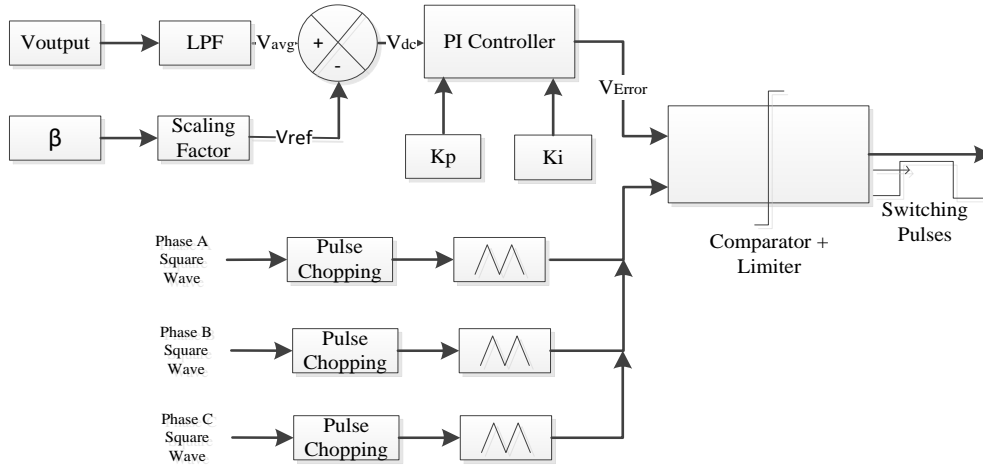 Voutput
LPF
Vavg
+
-
Vdc
PI Controller
VError
β
Scaling
Factor
Vref
Kp
Ki
Comparator +
Limiter
Switching
Pulses
Phase A
Square
Wave
Pulse
Chopping
Phase B
Square
Wave
Pulse
Chopping
Phase C
Square
Wave
Pulse
Chopping